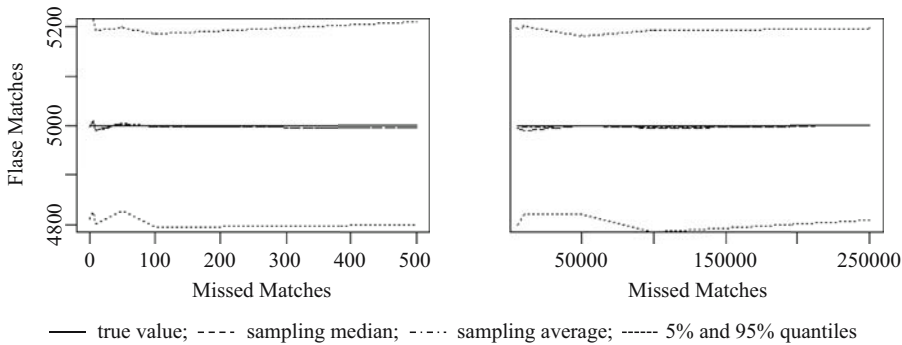 5200
5000
4800
Flase Matches
0 100 200 300 400 500
Missed Matches
50000 150000 250000
Missed Matches
true value; sampling median; sampling average; 5% and 95% quantiles